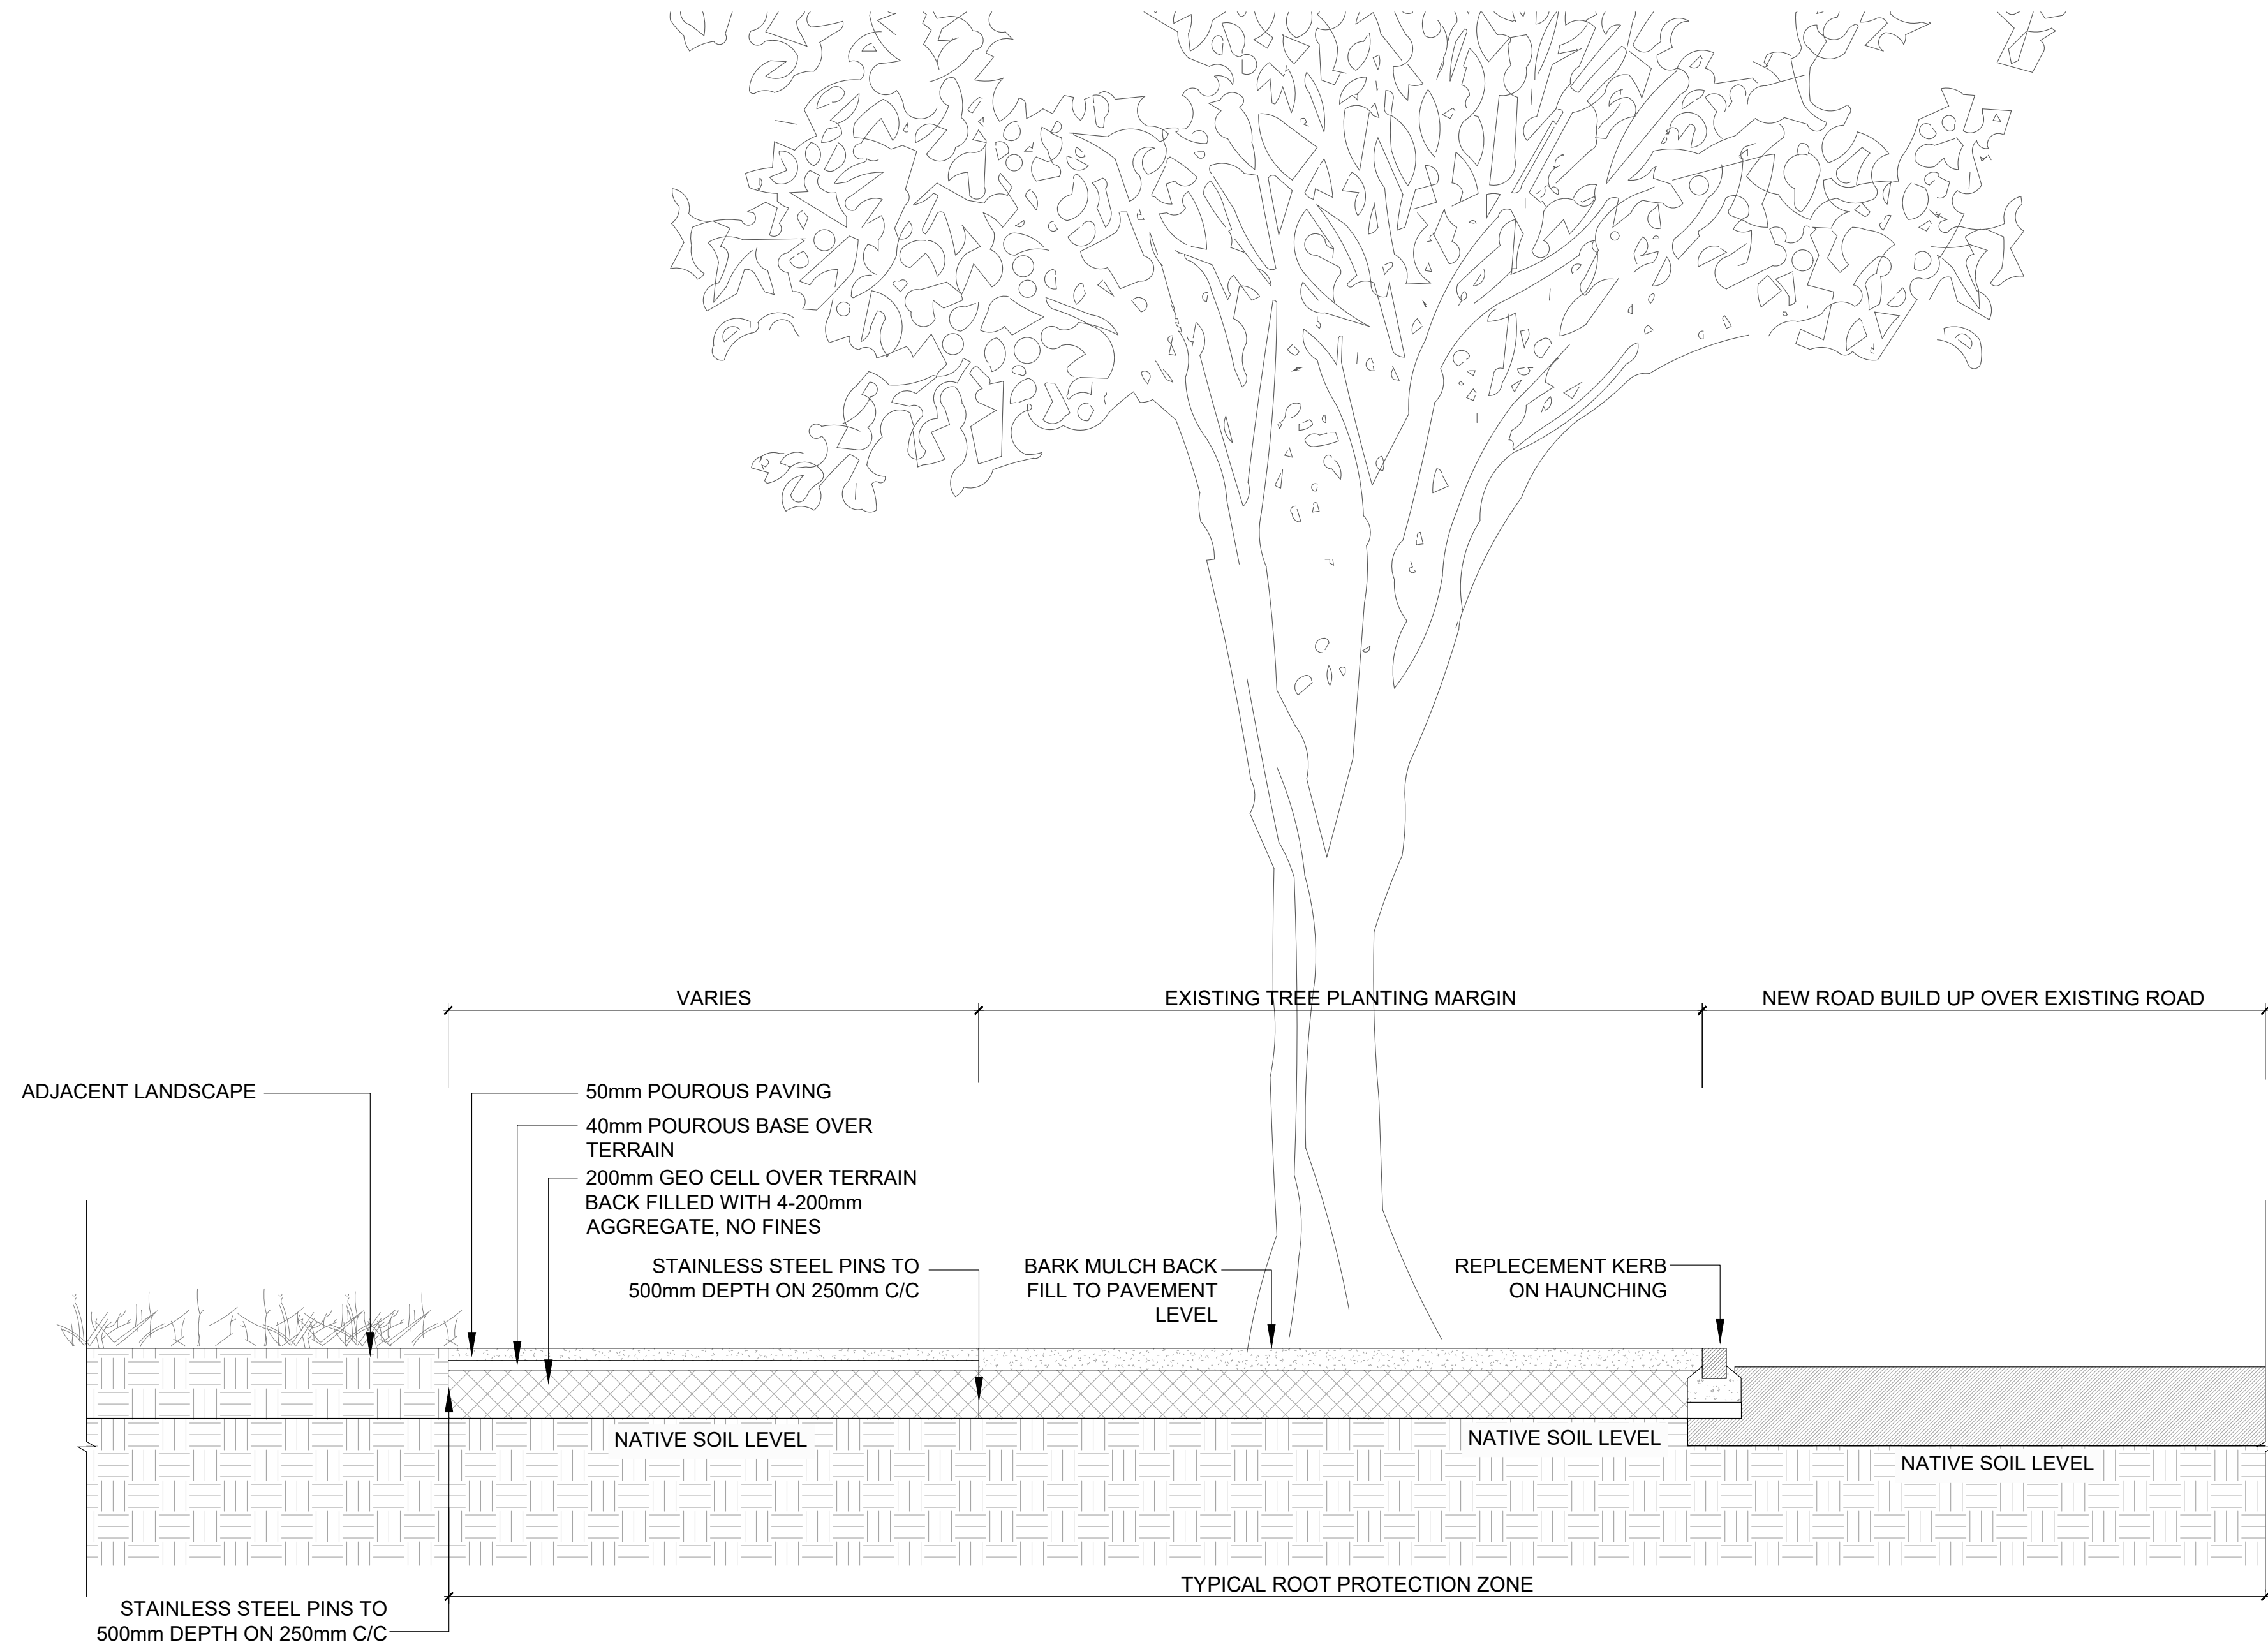 VARIES
EXISTING TREE PLANTING MARGIN
NEW ROAD BUILD UP OVER EXISTING ROAD
ADJACENT LANDSCAPE
50mm POUROUS PAVING
40mm POUROUS BASE OVER
TERRAIN
200mm GEO CELL OVER TERRAIN
BACK FILLED WITH 4-200mm
AGGREGATE, NO FINES
STAINLESS STEEL PINS TO
500mm DEPTH ON 250mm C/C
BARK MULCH BACK
FILL TO PAVEMENT
LEVEL
REPLECEMENT KERB
ON HAUNCHING
NATIVE SOIL LEVEL
NATIVE SOIL LEVEL
NATIVE SOIL LEVEL
TYPICAL ROOT PROTECTION ZONE
STAINLESS STEEL PINS TO
500mm DEPTH ON 250mm C/C